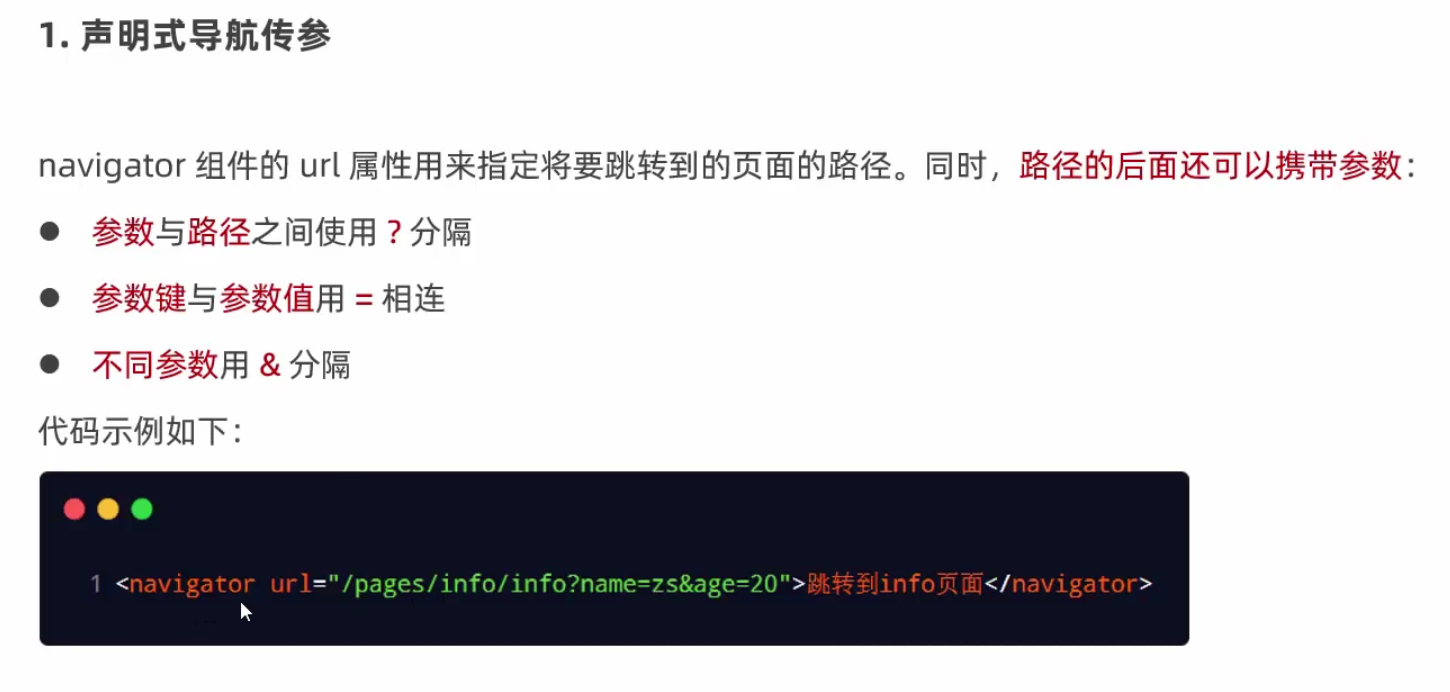 1. 声明式导航传参
navigator 组件的 url 属性用来指定将要跳转到的页面的路径。同时，路径的后面还可以携带参数：
● 参数与路径之间使用 ? 分隔
● 参数键与参数值用 = 相连
● 不同参数用 & 分隔
代码示例如下：
1 <navigator url="/pages/info/info?name=zs&age=20">跳转到info页面</navigator>